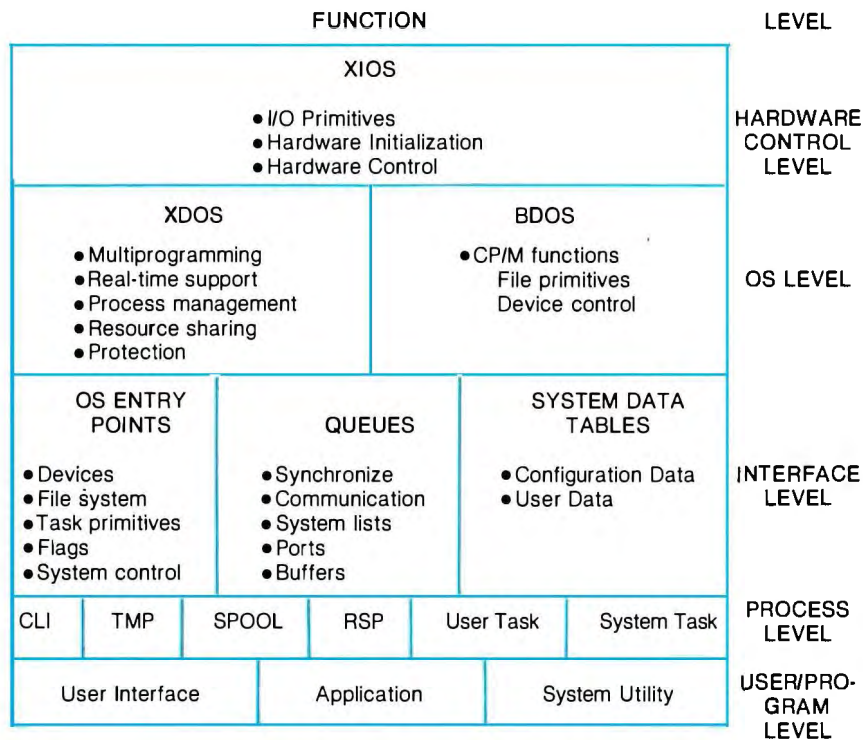 FUNCTION LEVEL
XIOS
• I/O Primitives
• Hardware Initialization
• Hardware Control
HARDWARE
CONTROL
LEVEL
XDOS
• Multiprogramming
• Real-time support
• Process management
• Resource sharing
• Protection
BDOS
• CP/M functions
File primitives
Device control
OS LEVEL
OS ENTRY
POINTS
• Devices
• File system
• Task primitives
• Flags
• System control
QUEUES
• Synchronize
• Communication
• System lists
• Ports
• Buffers
SYSTEM DATA
TABLES
• Configuration Data
• User Data
INTERFACE
LEVEL
CLI TMP SPOOL RSP User Task System Task
PROCESS
LEVEL
User Interface Application System Utility
USER/PRO-
GRAM
LEVEL